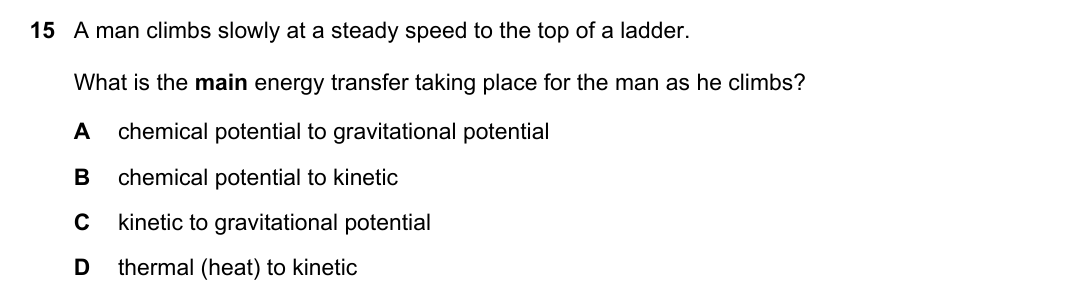 15 A man climbs slowly at a steady speed to the top of a ladder.
What is the main energy transfer taking place for the man as he climbs?
A chemical potential to gravitational potential
B chemical potential to kinetic
C kinetic to gravitational potential
D thermal (heat) to kinetic